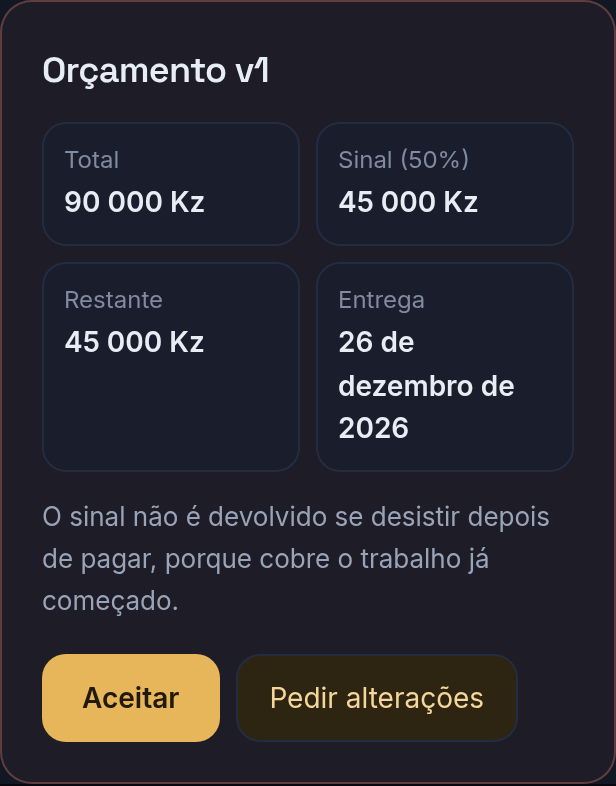 Orçamento v1
Total
90 000 Kz
Sinal (50%)
45 000 Kz
Restante
45 000 Kz
Entrega
26 de
dezembro de
2026
O sinal não é devolvido se desistir depois
de pagar, porque cobre o trabalho já
começado.
Aceitar
Pedir alterações